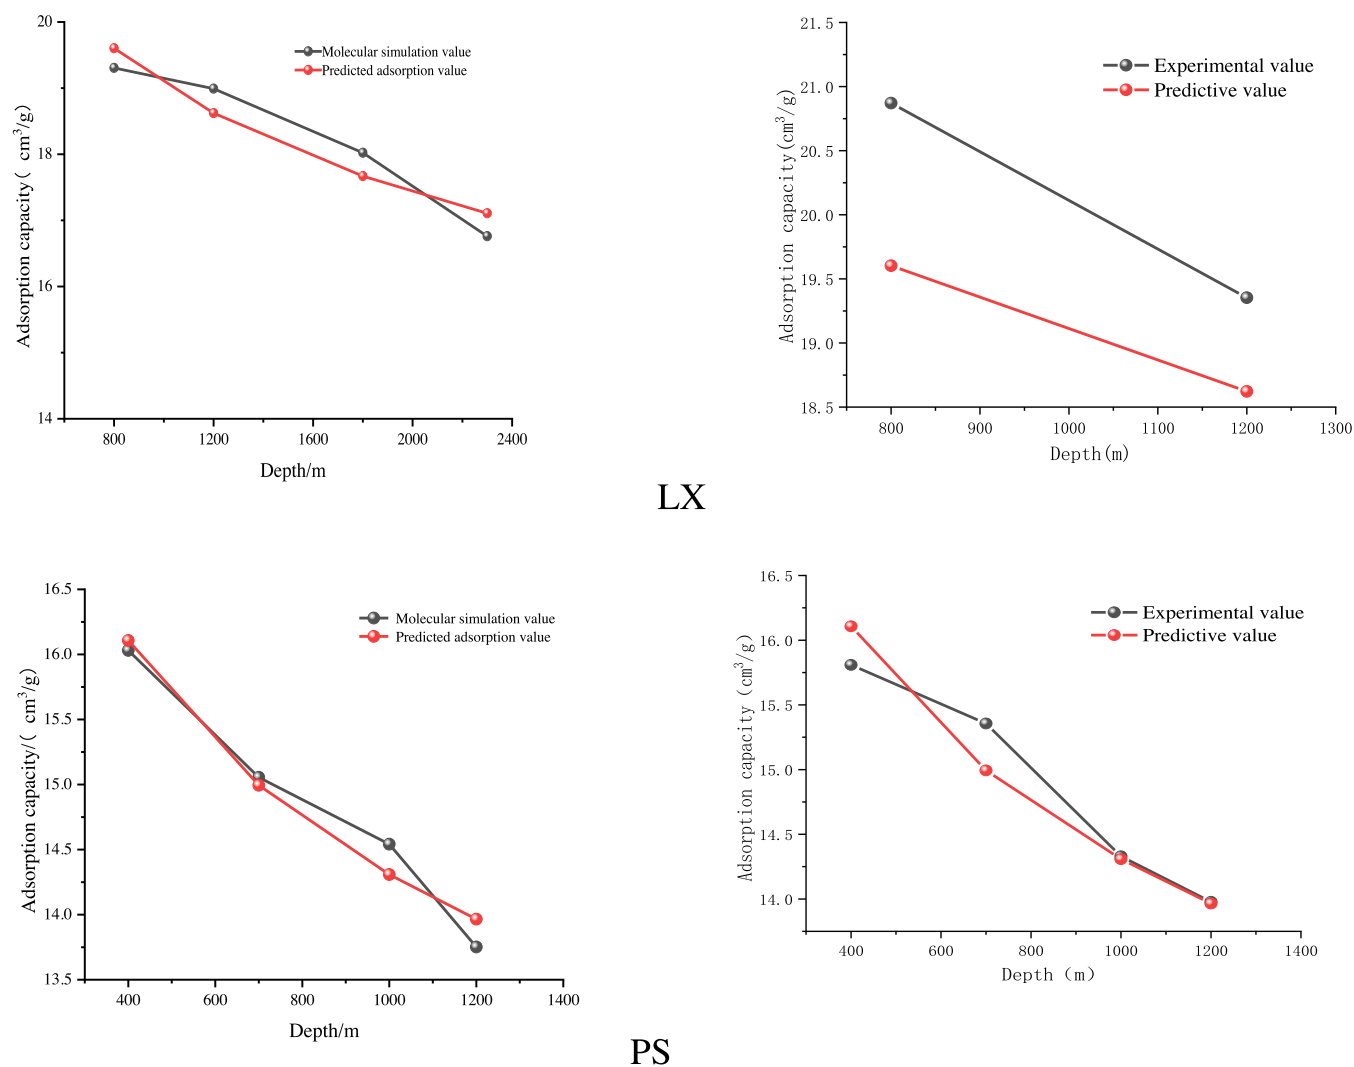 20
18
16
14
800
1200
1600
2000
2400
Adsorption capacity( cm³/g)
Depth/m
Molecular simulation value
Predicted adsorption value
21.5
21.0
20.5
20.0
19.5
19.0
18.5
800
900
1000
1100
1200
1300
Adsorption capacity(cm³/g)
Depth(m)
Experimental value
Predictive value
LX
16.5
16.0
15.5
15.0
14.5
14.0
13.5
400
600
800
1000
1200
1400
Adsorption capacity/( cm³/g)
Depth/m
Molecular simulation value
Predicted adsorption value
16.5
16.0
15.5
15.0
14.5
14.0
400
600
800
1000
1200
1400
Adsorption capacity (cm³/g)
Depth (m)
Experimental value
Predictive value
PS